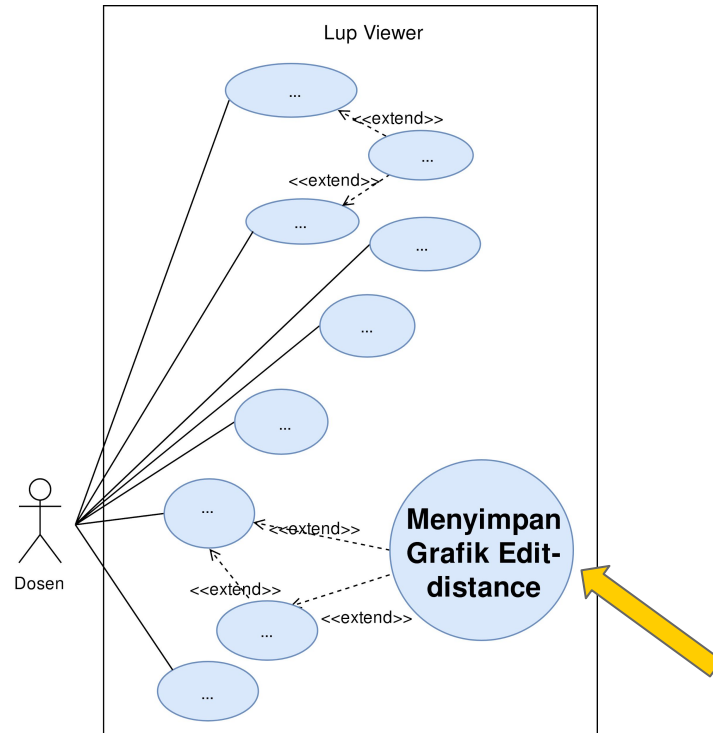 Lup Viewer
...
<<extend>>
...
<<extend>>
...
...
...
...
...
<<extend>>
Menyimpan
Grafik Edit-
distance
Dosen
<<extend>>
<<extend>>
...
...